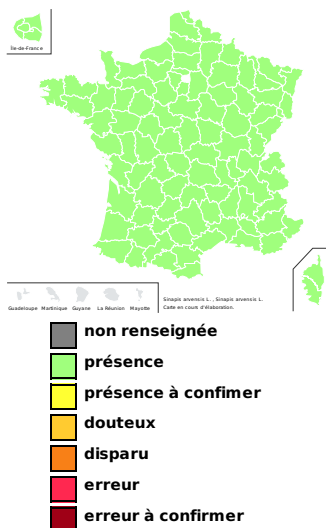 Île-de-France
Guadeloupe Martinique Guyane La Réunion Mayotte
Sinapis arvensis L. , Sinapis arvensis L.
Carte en cours d'élaboration.
non renseignée
présence
présence à confimer
douteux
disparu
erreur
erreur à confirmer